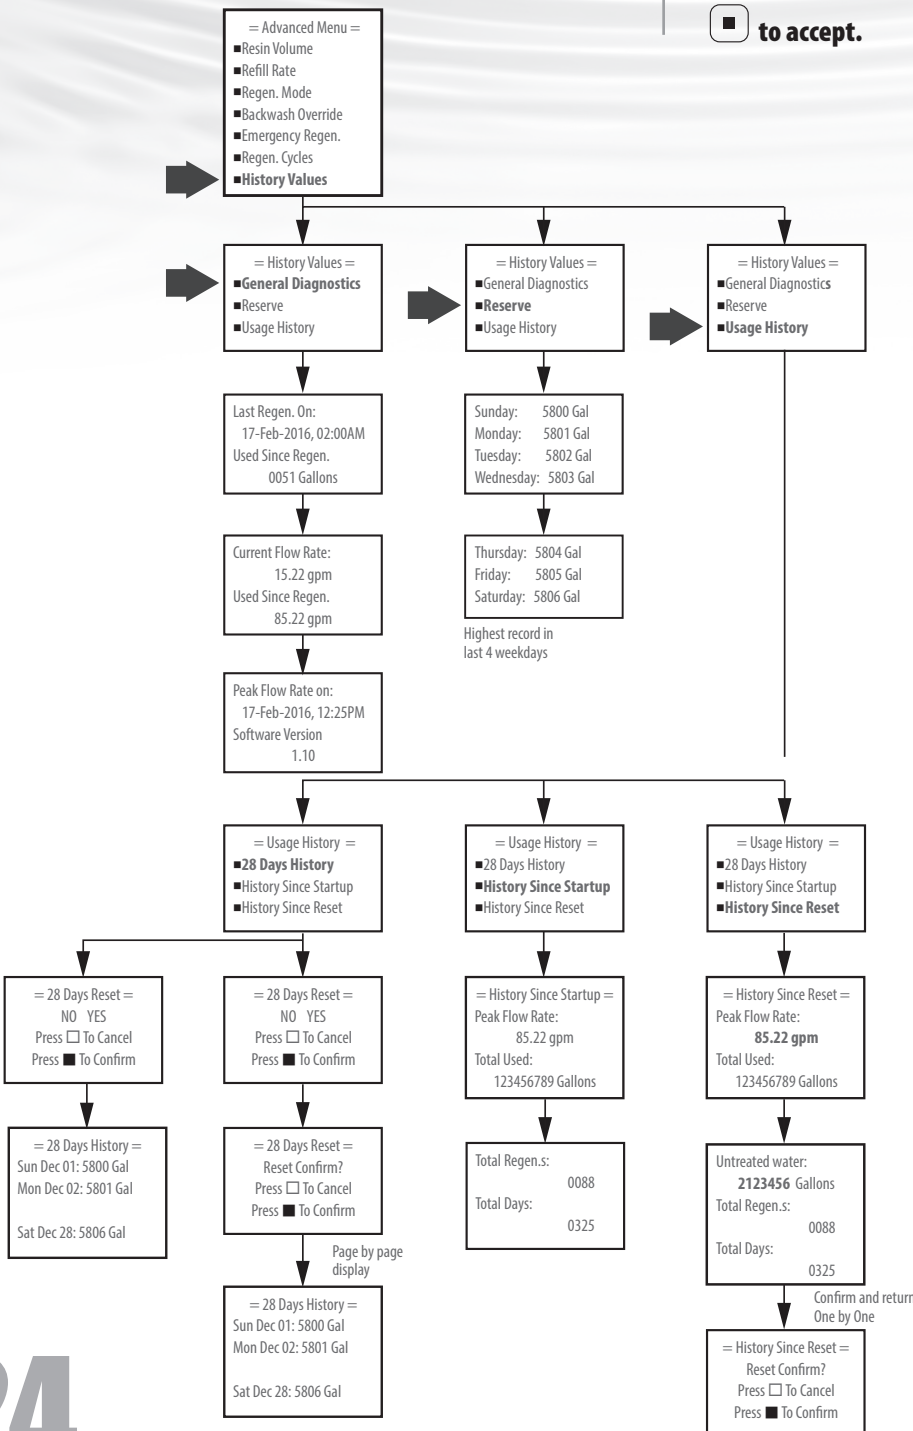 to accept.
= Advanced Menu =
■Resin Volume
■Refill Rate
■Regen. Mode
■Backwash Override
■Emergency Regen.
■Regen. Cycles
■History Values
= History Values =
■General Diagnostics
■Reserve
■Usage History
= History Values =
■General Diagnostics
■Reserve
■Usage History
= History Values =
■General Diagnostics
■Reserve
■Usage History
Last Regen. On:
17-Feb-2016, 02:00AM
Used Since Regen.
0051 Gallons
Sunday: 5800 Gal
Monday: 5801 Gal
Tuesday: 5802 Gal
Wednesday: 5803 Gal
Current Flow Rate:
15.22 gpm
Used Since Regen.
85.22 gpm
Thursday: 5804 Gal
Friday: 5805 Gal
Saturday: 5806 Gal
Highest record in
last 4 weekdays
Peak Flow Rate on:
17-Feb-2016, 12:25PM
Software Version
1.10
= Usage History =
■28 Days History
■History Since Startup
■History Since Reset
= Usage History =
■28 Days History
■History Since Startup
■History Since Reset
= Usage History =
■28 Days History
■History Since Startup
■History Since Reset
= 28 Days Reset =
NO YES
Press □ To Cancel
Press ■ To Confirm
= 28 Days Reset =
NO YES
Press □ To Cancel
Press ■ To Confirm
= History Since Startup =
Peak Flow Rate:
85.22 gpm
Total Used:
123456789 Gallons
= History Since Reset =
Peak Flow Rate:
85.22 gpm
Total Used:
123456789 Gallons
= 28 Days History =
Sun Dec 01: 5800 Gal
Mon Dec 02: 5801 Gal
Sat Dec 28: 5806 Gal
= 28 Days Reset =
Reset Confirm?
Press □ To Cancel
Press ■ To Confirm
Total Regen.s:
0088
Total Days:
0325
Untreated water:
2123456 Gallons
Total Regen.s:
0088
Total Days:
0325
Page by page
display
Confirm and return
One by One
= 28 Days History =
Sun Dec 01: 5800 Gal
Mon Dec 02: 5801 Gal
Sat Dec 28: 5806 Gal
= History Since Reset =
Reset Confirm?
Press □ To Cancel
Press ■ To Confirm
24